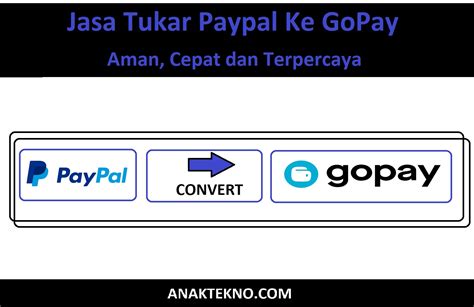 Jasa Tukar Paypal Ke GoPay
Aman, Cepat dan Terpercaya
PayPal
CONVERT
gopay
ANAKTEKNO.COM